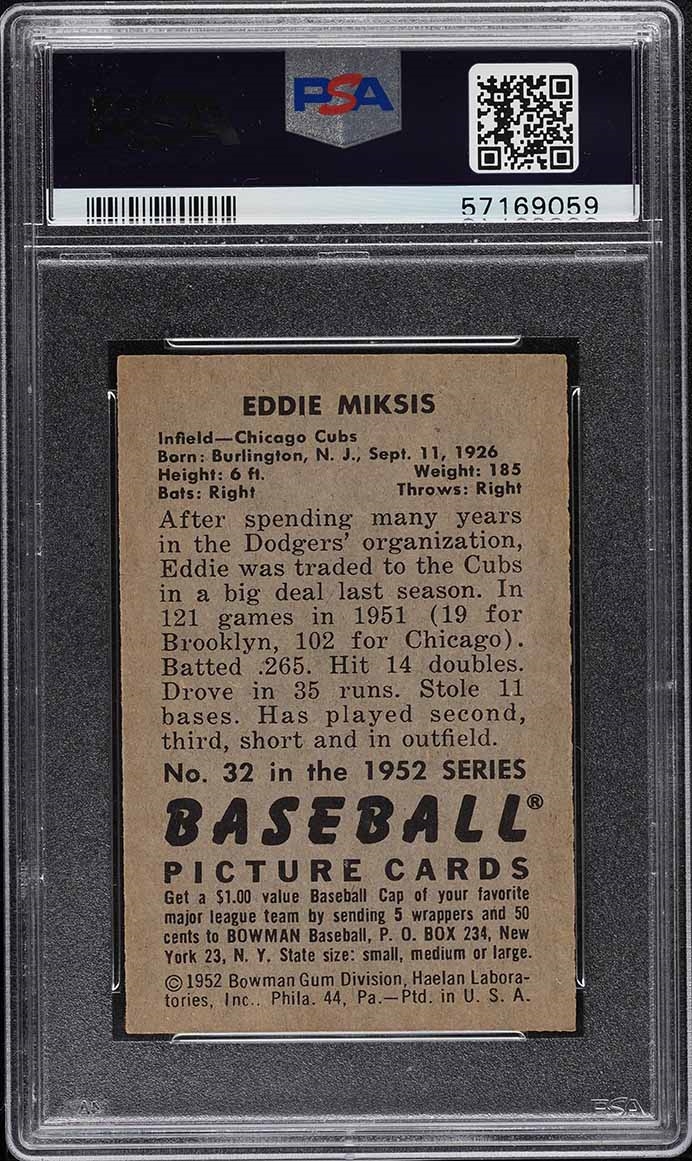 PSA
57169059
EDDIE MIKSIS
Infield—Chicago Cubs
Born: Burlington, N. J., Sept. 11, 1926
Height: 6 ft. Weight: 185
Bats: Right Throws: Right
After spending many years
in the Dodgers' organization,
Eddie was traded to the Cubs
in a big deal last season. In
121 games in 1951 (19 for
Brooklyn, 102 for Chicago).
Batted .265. Hit 14 doubles.
Drove in 35 runs. Stole 11
bases. Has played second,
third, short and in outfield.
No. 32 in the 1952 SERIES
BASEBALL®
PICTURE CARDS
Get a $1.00 value Baseball Cap of your favorite
major league team by sending 5 wrappers and 50
cents to BOWMAN Baseball, P. O. BOX 234, New
York 23, N. Y. State size: small, medium or large.
©1952 Bowman Gum Division, Haelan Labora-
tories, Inc.. Phila. 44, Pa.—Ptd. in U. S. A.
PSA